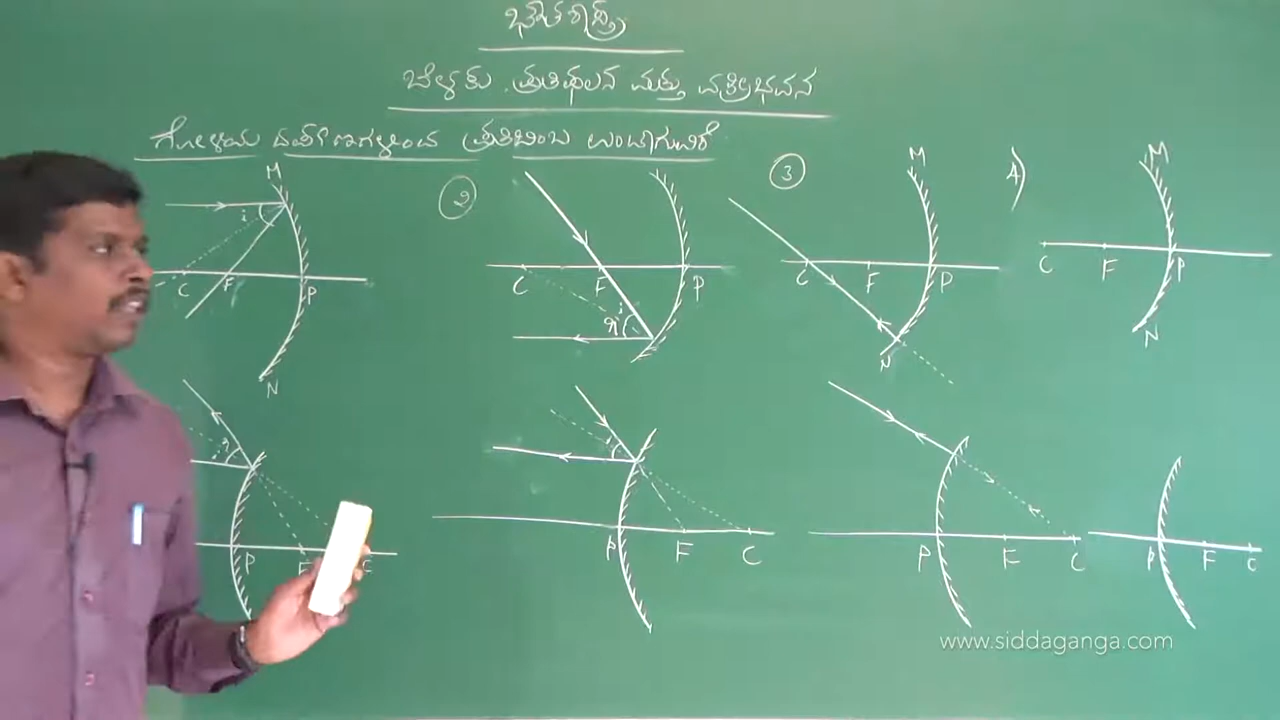 ಭೌತಶಾಸ್ತ್ರ
ಬೆಳಕು. ಪ್ರತಿಫಲನ ಮತ್ತು ವಕ್ರೀಭವನ
ಗೋಳೀಯ ದರ್ಪಣಗಳಿಂದ ಪ್ರತಿಬಿಂಬ ಉಂಟಾಗುವಿಕೆ
M i C F P N
② C F P i r
③ M C F P N
4) M C F P N
r P F C
P F C
P F C
P F C
www.siddaganga.com